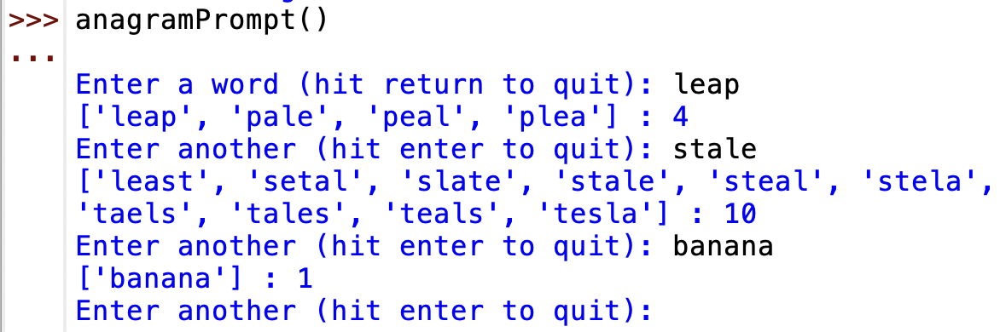 >>> anagramPrompt()
...
Enter a word (hit return to quit): leap
['leap', 'pale', 'peal', 'plea'] : 4
Enter another (hit enter to quit): stale
['least', 'setal', 'slate', 'stale', 'steal', 'stela',
'taels', 'tales', 'teals', 'tesla'] : 10
Enter another (hit enter to quit): banana
['banana'] : 1
Enter another (hit enter to quit):